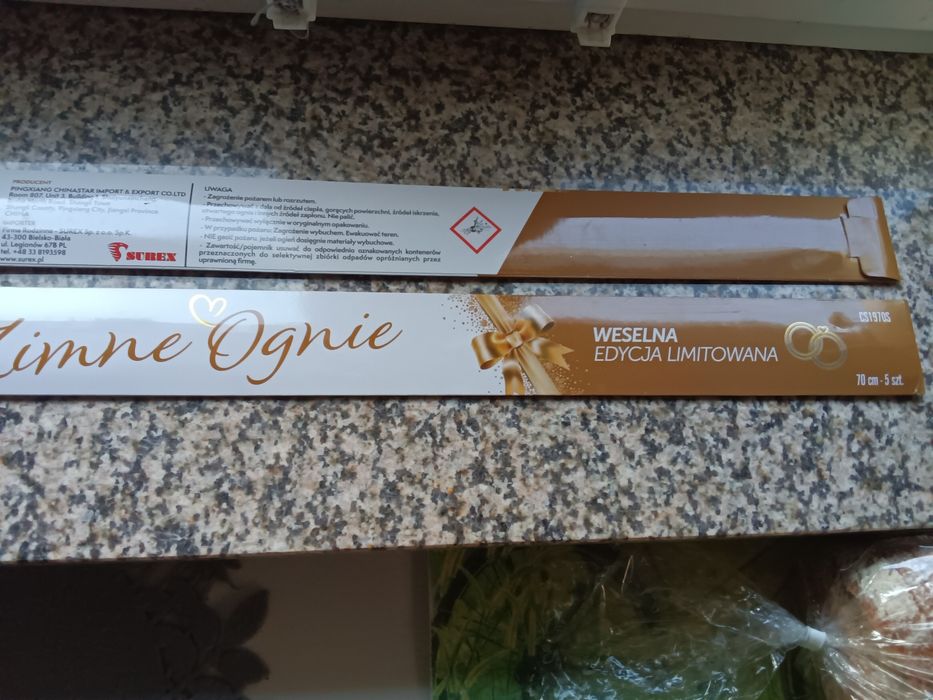 PRODUCENT
PINGXIANG CHINASTAR IMPORT & EXPORT CO.LTD
Room 807, Unit 3, Building
Pingxiang City, Jiangxi Province
CHINA
IMPORTER
Firma Rodzinna - SUREX Sp. z o.o. Sp.K.
43-300 Bielsko-Biała
ul. Legionów 67B PL
tel. +48 33 8193598
www.surex.pl
SUREX
UWAGA
- Zagrożenie pożarem lub rozrzutem.
- Przechowywać z dala od źródeł ciepła, gorących powierzchni, źródeł iskrzenia,
otwartego ognia i innych źródeł zapłonu. Nie palić.
- Przechowywać wyłącznie w oryginalnym opakowaniu.
- W przypadku pożaru: Zagrożenie wybuchem. Ewakuować teren.
- NIE gasić pożaru, jeżeli ogień dosięgnie materiały wybuchowe.
- Zawartość/pojemnik usuwać do odpowiednio oznakowanych kontenerów
przeznaczonych do selektywnej zbiórki odpadów opróżnianych przez
uprawnioną firmę.
Zimne Ognie
WESELNA
EDYCJA LIMITOWANA
CS1970S
70 cm - 5 szt.